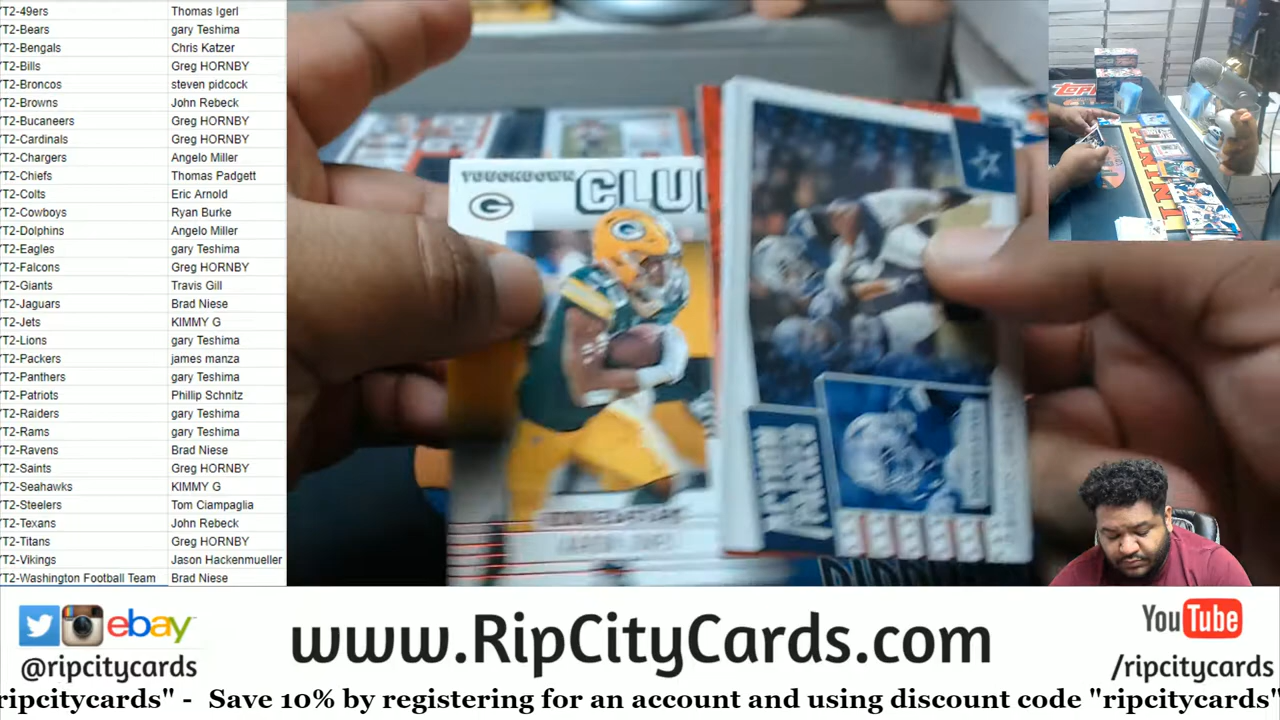 T2-49ers Thomas Igerl
T2-Bears gary Teshima
T2-Bengals Chris Katzer
T2-Bills Greg HORNBY
T2-Broncos steven pidcock
T2-Browns John Rebeck
T2-Bucaneers Greg HORNBY
T2-Cardinals Greg HORNBY
T2-Chargers Angelo Miller
T2-Chiefs Thomas Padgett
T2-Colts Eric Arnold
T2-Cowboys Ryan Burke
T2-Dolphins Angelo Miller
T2-Eagles gary Teshima
T2-Falcons Greg HORNBY
T2-Giants Travis Gill
T2-Jaguars Brad Niese
T2-Jets KIMMY G
T2-Lions gary Teshima
T2-Packers james manza
T2-Panthers gary Teshima
T2-Patriots Phillip Schnitz
T2-Raiders gary Teshima
T2-Rams gary Teshima
T2-Ravens Brad Niese
T2-Saints Greg HORNBY
T2-Seahawks KIMMY G
T2-Steelers Tom Ciampaglia
T2-Texans John Rebeck
T2-Titans Greg HORNBY
T2-Vikings Jason Hackenmueller
T2-Washington Football Team Brad Niese
TOUCHDOWN
CLU
G
PANINI
ebay
@ripcitycards
www.RipCityCards.com
YouTube
/ripcitycards
ripcitycards" - Save 10% by registering for an account and using discount code "ripcitycards"